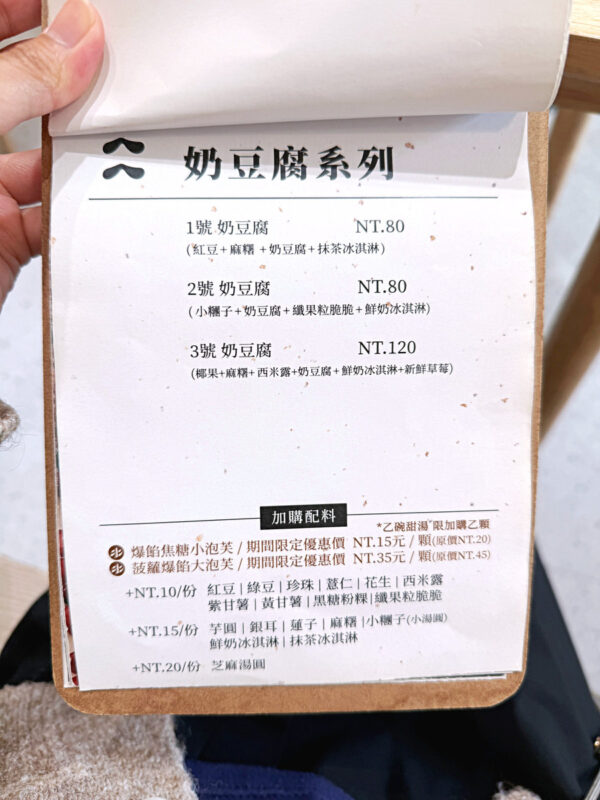 奶豆腐系列
1號 奶豆腐 NT.80
(紅豆+麻糬+奶豆腐+抹茶冰淇淋)
2號 奶豆腐 NT.80
(小糰子+奶豆腐+纖果粒脆脆+鮮奶冰淇淋)
3號 奶豆腐 NT.120
(椰果+麻糬+西米露+奶豆腐+鮮奶冰淇淋+新鮮草莓)
加購配料
*乙碗甜湯"限加購乙顆
北 爆餡焦糖小泡芙 / 期間限定優惠價 NT.15元 / 顆(原價NT.20)
北 菠蘿爆餡大泡芙 / 期間限定優惠價 NT.35元 / 顆(原價NT.45)
+NT.10/份 紅豆 | 綠豆 | 珍珠 | 薏仁 | 花生 | 西米露
紫甘薯 | 黃甘薯 | 黑糖粉粿 | 纖果粒脆脆
+NT.15/份 芋圓 | 銀耳 | 蓮子 | 麻糬 | 小糰子(小湯圓)
鮮奶冰淇淋 | 抹茶冰淇淋
+NT.20/份 芝麻湯圓